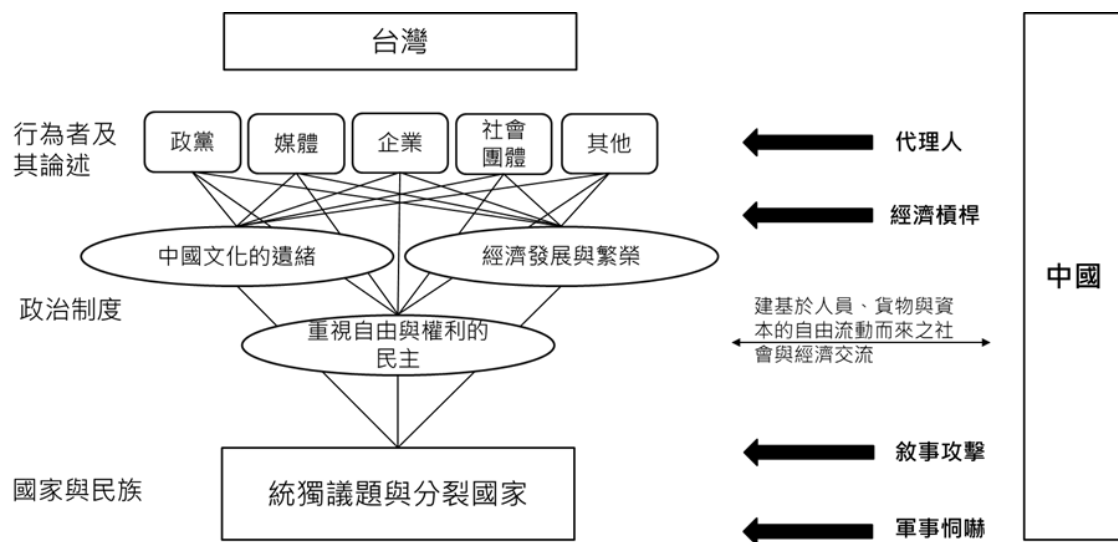 台灣
行為者及
其論述
政黨
媒體
企業
社會
團體
其他
代理人
經濟槓桿
中國文化的遺緒
經濟發展與繁榮
中國
政治制度
重視自由與權利的
民主
建基於人員、貨物與資
本的自由流動而來之社
會與經濟交流
敘事攻擊
國家與民族
統獨議題與分裂國家
軍事恫嚇